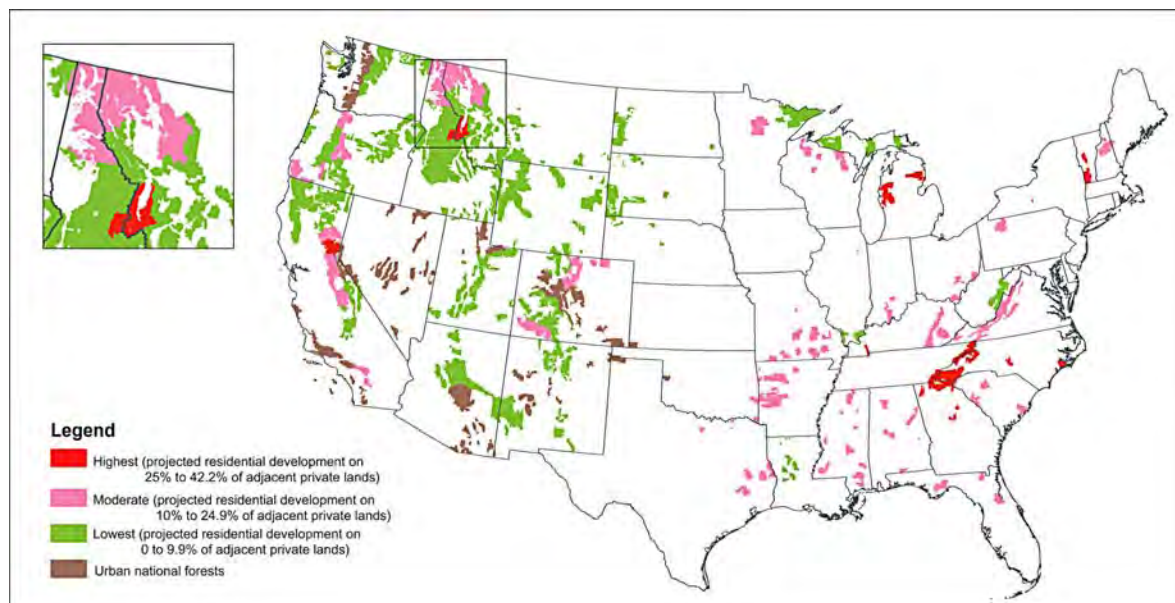 Legend
Highest (projected residential development on
25% to 42.2% of adjacent private lands)
Moderate (projected residential development on
10% to 24.9% of adjacent private lands)
Lowest (projected residential development on
0 to 9.9% of adjacent private lands)
Urban national forests